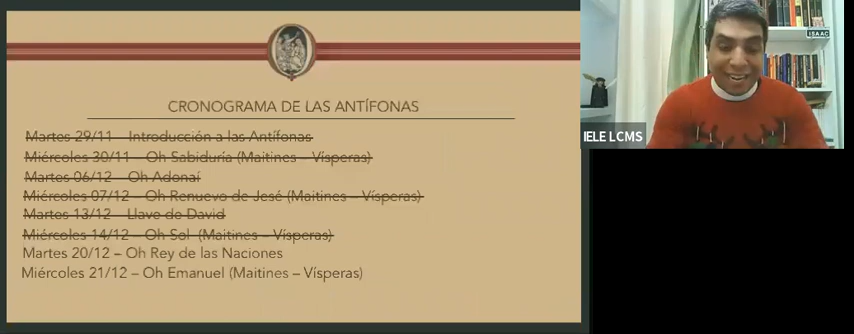 CRONOGRAMA DE LAS ANTÍFONAS
Martes 29/11 – Introducción a las Antífonas
Miércoles 30/11 – Oh Sabiduría (Maitines – Vísperas)
Martes 06/12 – Oh Adonaí
Miércoles 07/12 – Oh Renuevo de Jesé (Maitines – Vísperas)
Martes 13/12 – Llave de David
Miércoles 14/12 – Oh Sol (Maitines – Vísperas)
Martes 20/12 – Oh Rey de las Naciones
Miércoles 21/12 – Oh Emanuel (Maitines – Vísperas)
ISAAC
IELE LCMS